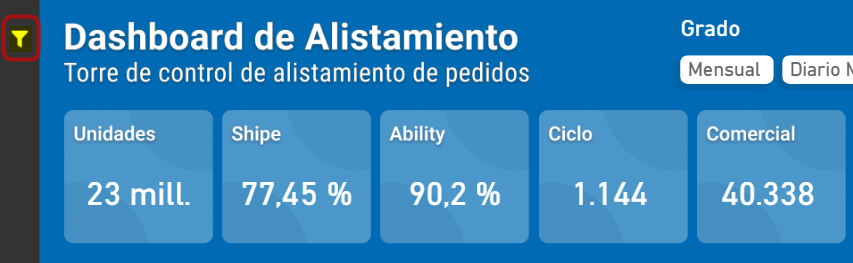 Dashboard de Alistamiento
Torre de control de alistamiento de pedidos
Grado
Mensual
Diario M
Unidades
23 mill.
Shipe
77,45 %
Ability
90,2 %
Ciclo
1.144
Comercial
40.338